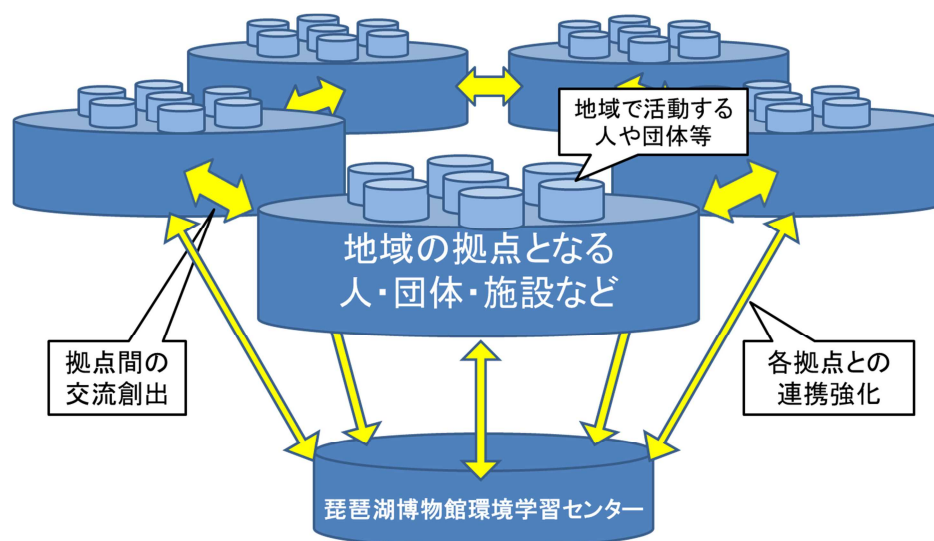 地域で活動する
人や団体等
地域の拠点となる
人・団体・施設など
拠点間の
交流創出
各拠点との
連携強化
琵琶湖博物館環境学習センター